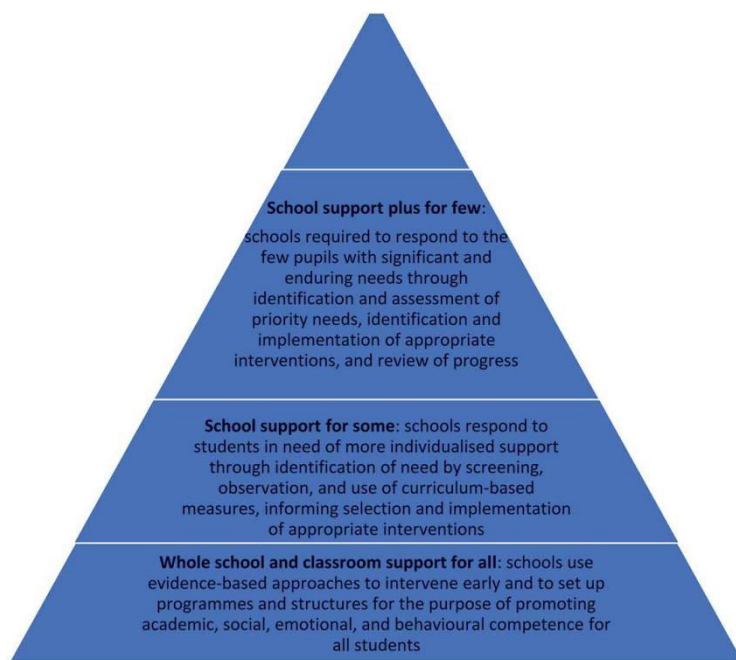 School support plus for few:
schools required to respond to the
few pupils with significant and
enduring needs through
identification and assessment of
priority needs, identification and
implementation of appropriate
interventions, and review of progress
School support for some: schools respond to
students in need of more individualised support
through identification of need by screening,
observation, and use of curriculum-based
measures, informing selection and implementation
of appropriate interventions
Whole school and classroom support for all: schools use
evidence-based approaches to intervene early and to set up
programmes and structures for the purpose of promoting
academic, social, emotional, and behavioural competence for
all students